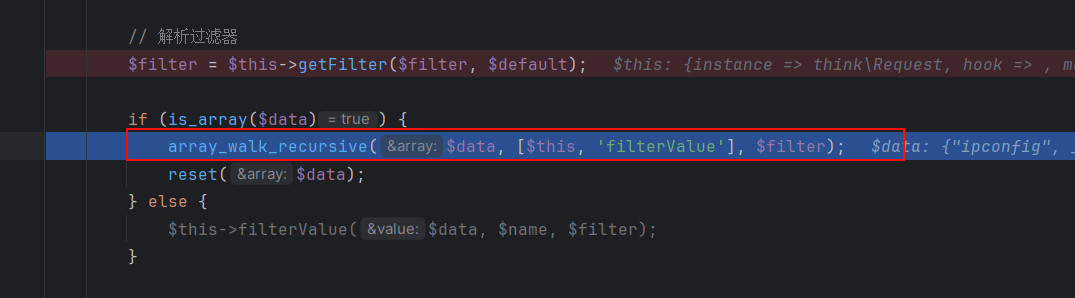 // 解析过滤器
$filter = $this->getFilter($filter, $default);   $this: {instance => think\Request, hook => , m
if (is_array($data) = true ) {
array_walk_recursive( &array: $data, [$this, 'filterValue'], $filter);   $data: {"ipconfig", _
reset( &array: $data);
} else {
$this->filterValue( &value: $data, $name, $filter);
}